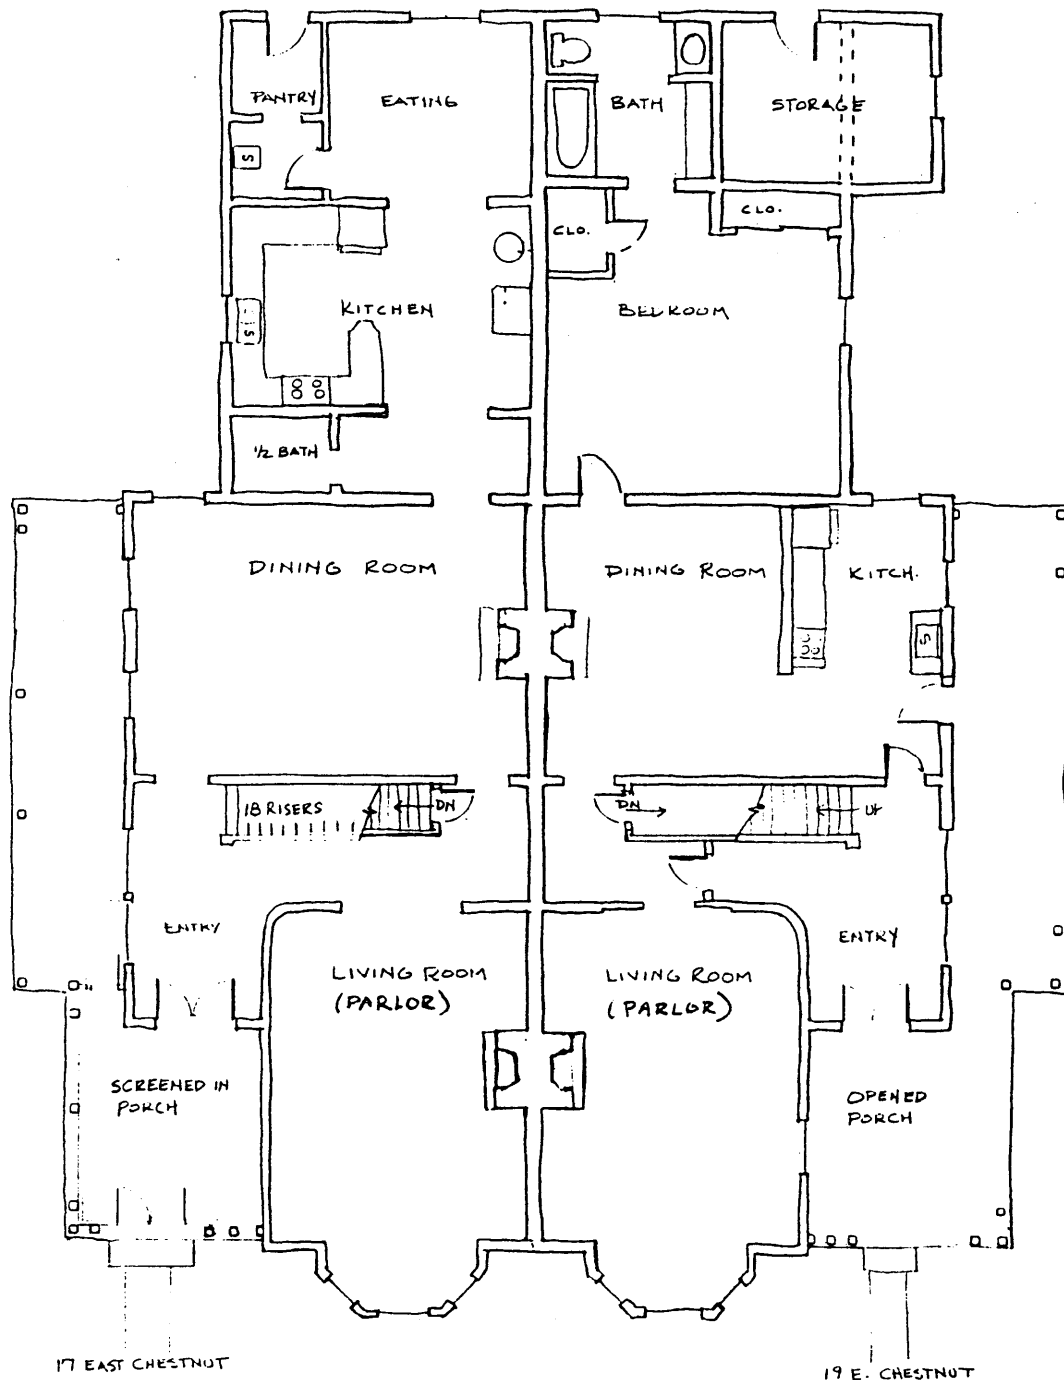 PANTRY
EATING
BATH
STORAGE
S
CLO.
CLO.
KITCHEN
S
BEDROOM
1/2 BATH
DINING ROOM
DINING ROOM
KITCH.
S
18 RISERS
DN
DN
UP
ENTRY
ENTRY
LIVING ROOM
(PARLOR)
LIVING ROOM
(PARLOR)
SCREENED IN
PORCH
OPENED
PORCH
17 EAST CHESTNUT
19 E. CHESTNUT